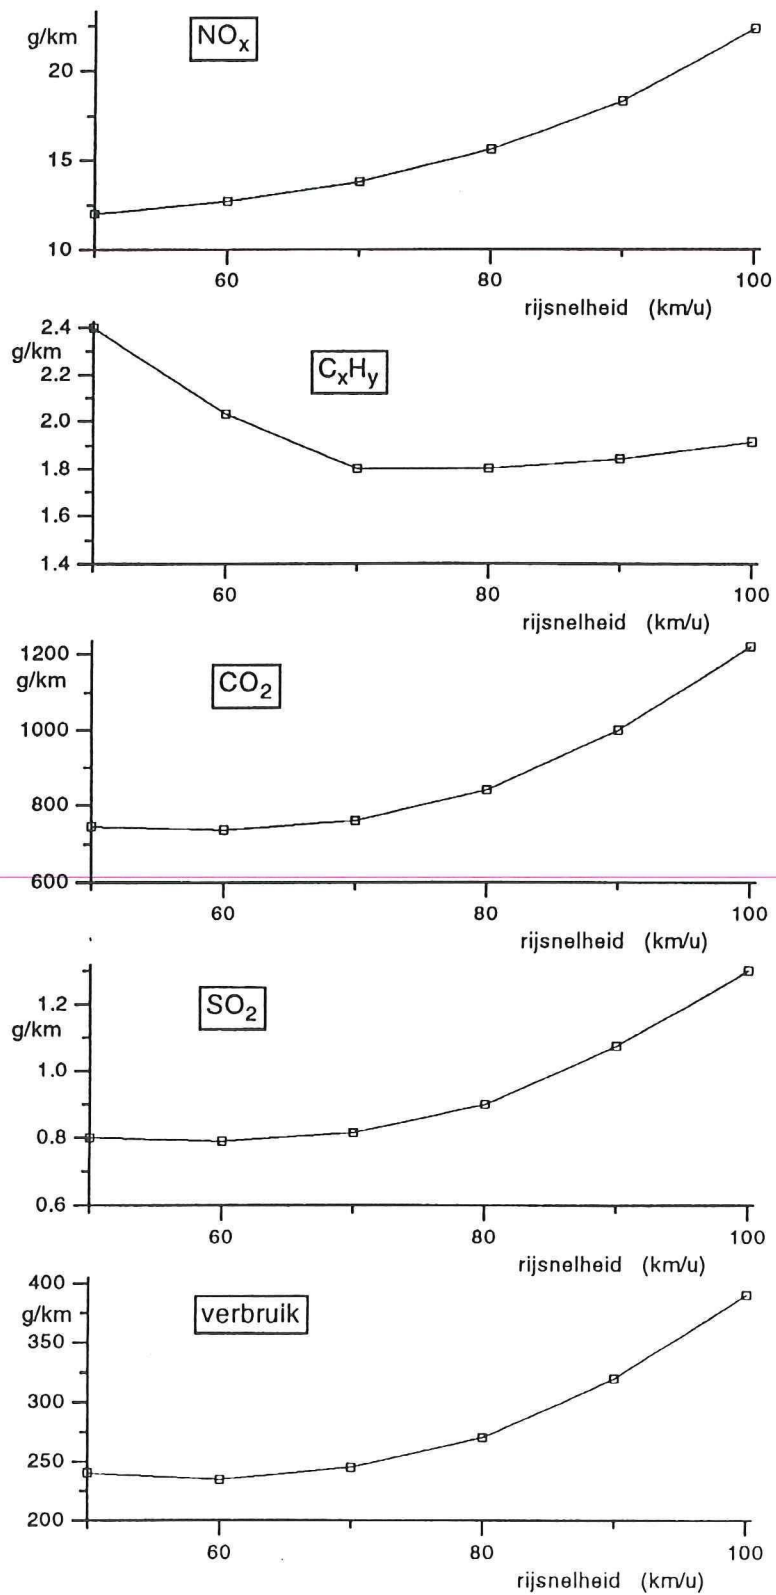 NOx
g/km
20
15
10
60 80 100
rijsnelheid (km/u)
2.4
g/km
CxHy
2.2
2.0
1.8
1.6
1.4
60 80 100
rijsnelheid (km/u)
1200
g/km
CO2
1000
800
600
60 80 100
rijsnelheid (km/u)
SO2
1.2
g/km
1.0
0.8
0.6
60 80 100
rijsnelheid (km/u)
400
g/km
verbruik
350
300
250
200
60 80 100
rijsnelheid (km/u)